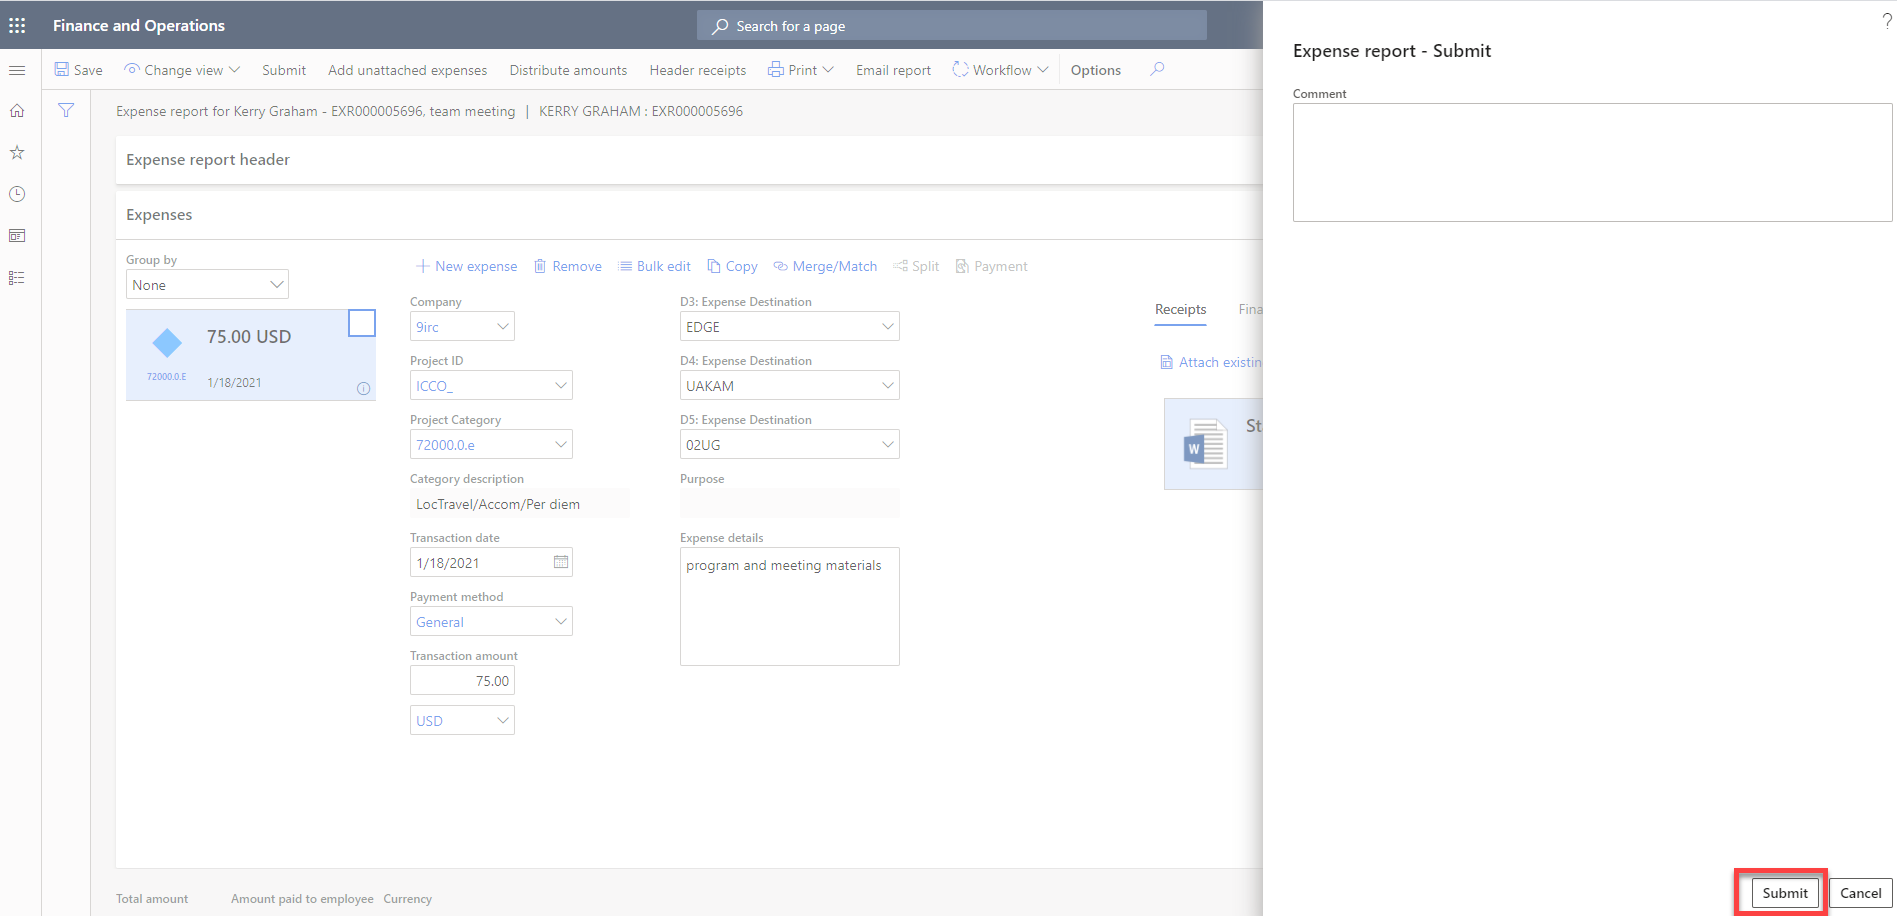 Finance and Operations
Search for a page
?
Save Change view Submit Add unattached expenses Distribute amounts Header receipts Print Email report Workflow Options
Expense report for Kerry Graham - EXR000005696, team meeting | KERRY GRAHAM : EXR000005696
Expense report header
Expenses
Group by
None
75.00 USD
72000.0.E
1/18/2021
New expense Remove Bulk edit Copy Merge/Match Split Payment
Company
9irc
Project ID
ICCO_
Project Category
72000.0.e
Category description
LocTravel/Accom/Per diem
Transaction date
1/18/2021
Payment method
General
Transaction amount
75.00
USD
D3: Expense Destination
EDGE
D4: Expense Destination
UAKAM
D5: Expense Destination
02UG
Purpose
Expense details
program and meeting materials
Receipts Fina
Attach existin
W
St
Total amount Amount paid to employee Currency
Expense report - Submit
Comment
Submit Cancel